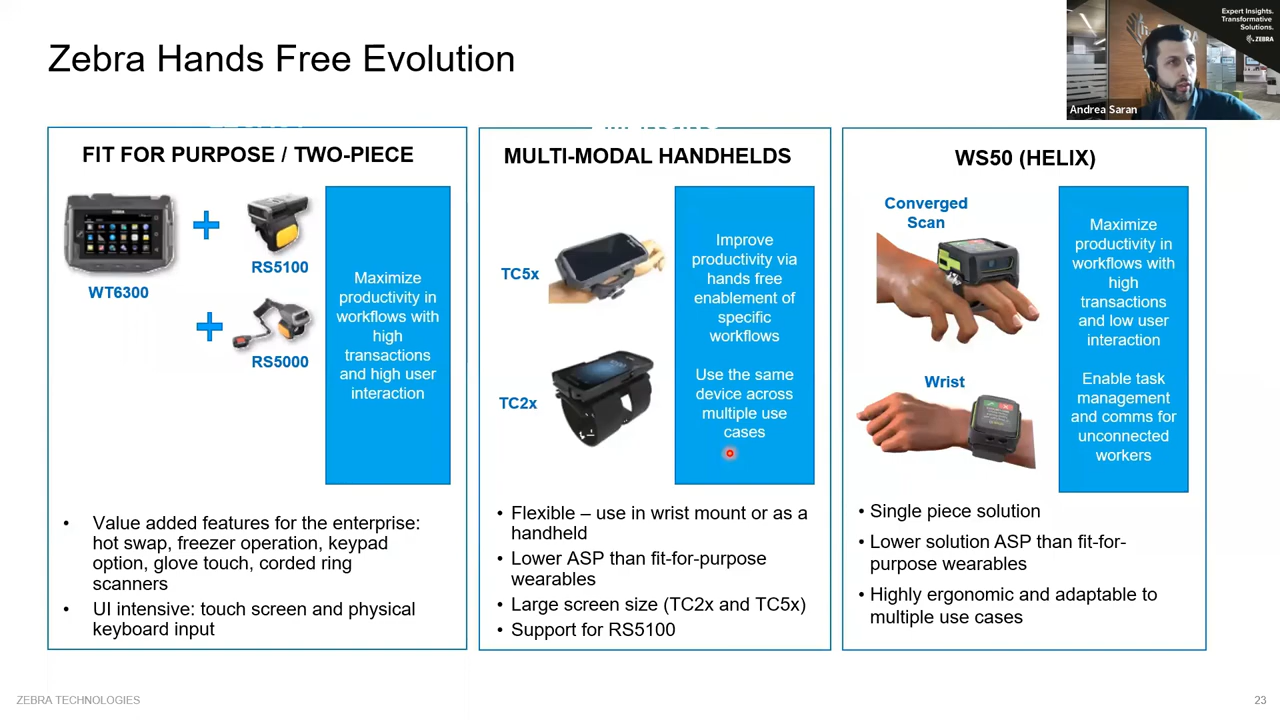 Zebra Hands Free Evolution
Expert Insights.
Transformative
Solutions.
ZEBRA
Andrea Saran
FIT FOR PURPOSE / TWO-PIECE
WT6300
RS5100
RS5000
Maximize
productivity in
workflows with
high
transactions
and high user
interaction
• Value added features for the enterprise:
hot swap, freezer operation, keypad
option, glove touch, corded ring
scanners
• UI intensive: touch screen and physical
keyboard input
MULTI-MODAL HANDHELDS
TC5x
TC2x
Improve
productivity via
hands free
enablement of
specific
workflows
Use the same
device across
multiple use
cases
• Flexible – use in wrist mount or as a
handheld
• Lower ASP than fit-for-purpose
wearables
• Large screen size (TC2x and TC5x)
• Support for RS5100
WS50 (HELIX)
Converged
Scan
Wrist
Maximize
productivity in
workflows with
high
transactions
and low user
interaction
Enable task
management
and comms for
unconnected
workers
• Single piece solution
• Lower solution ASP than fit-for-
purpose wearables
• Highly ergonomic and adaptable to
multiple use cases
ZEBRA TECHNOLOGIES
23